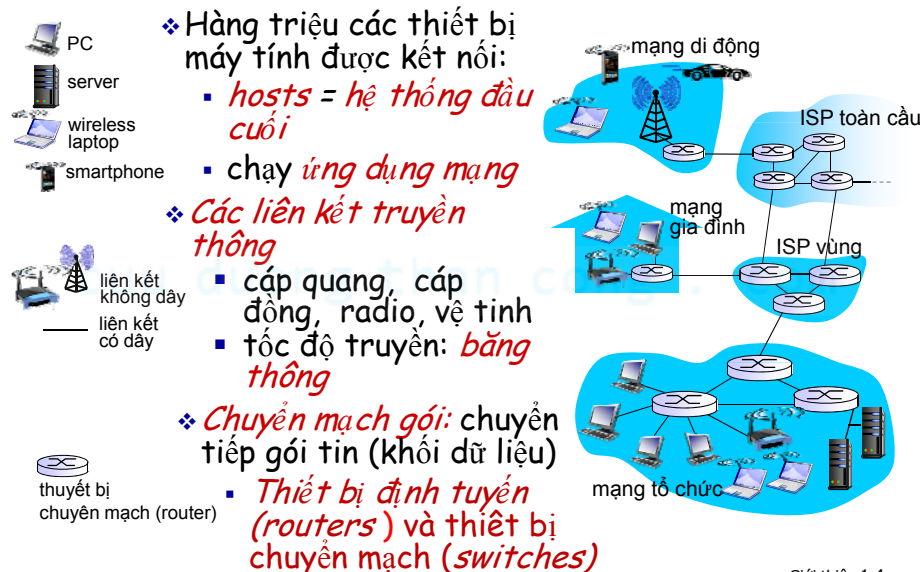 PC
server
wireless
laptop
smartphone
liên kết
không dây
liên kết
có dây
thuyết bị
chuyên mạch (router)
❖ Hàng triệu các thiết bị
máy tính được kết nối:
▪ hosts = hệ thống đầu
cuối
▪ chạy ứng dụng mạng
❖ Các liên kết truyền
thông
▪ cáp quang, cáp
đồng, radio, vệ tinh
▪ tốc độ truyền: băng
thông
❖ Chuyển mạch gói: chuyển
tiếp gói tin (khối dữ liệu)
▪ Thiết bị định tuyến
(routers ) và thiêt bị
chuyển mạch (switches)
mạng di động
ISP toàn cầu
mạng
gia đình
ISP vùng
mạng tổ chức